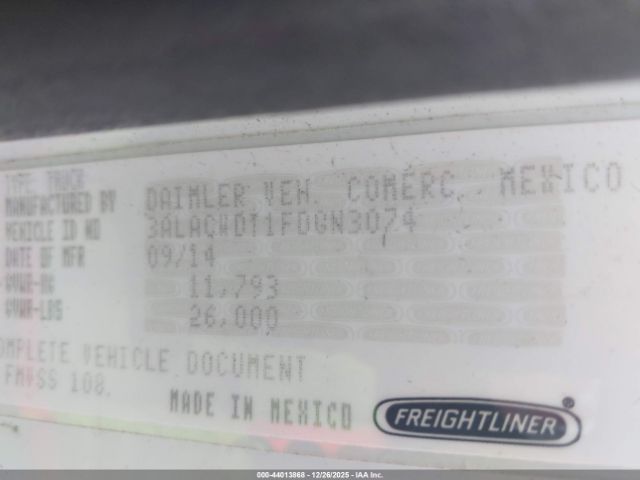 TYPE: TRUCK
MANUFACTURED BY DAIMLER VEH. COMERC. MEXICO
VEHICLE ID NO 3ALACWDT1FDGN3074
DATE OF MFR 09/14
GVWR-KG 11,793
GVWR-LBS 26,000
OMPLETE VEHICLE DOCUMENT
FMVSS 108.
MADE IN MEXICO
FREIGHTLINER ®
000-44013868 - 12/26/2025 - © IAA Inc.